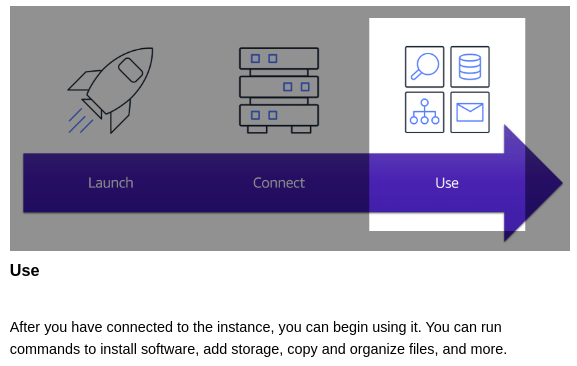 Launch
Connect
Use
Use
After you have connected to the instance, you can begin using it. You can run
commands to install software, add storage, copy and organize files, and more.